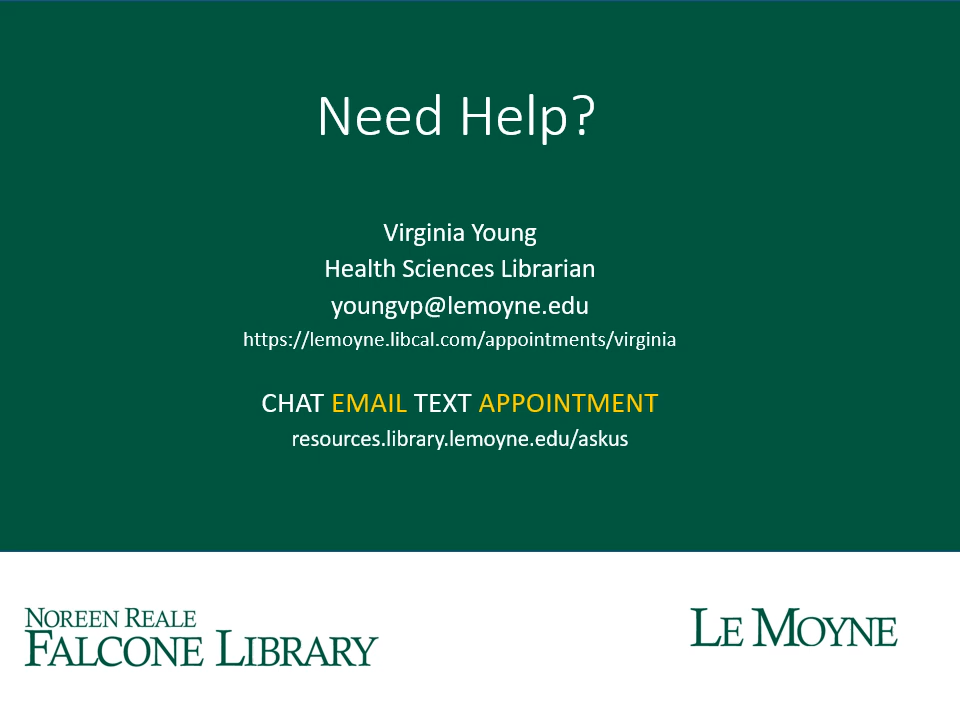 Need Help?
Virginia Young
Health Sciences Librarian
youngvp@lemoyne.edu
https://lemoyne.libcal.com/appointments/virginia
CHAT EMAIL TEXT APPOINTMENT
resources.library.lemoyne.edu/askus
NOREEN REALE
FALCONE LIBRARY
LE MOYNE